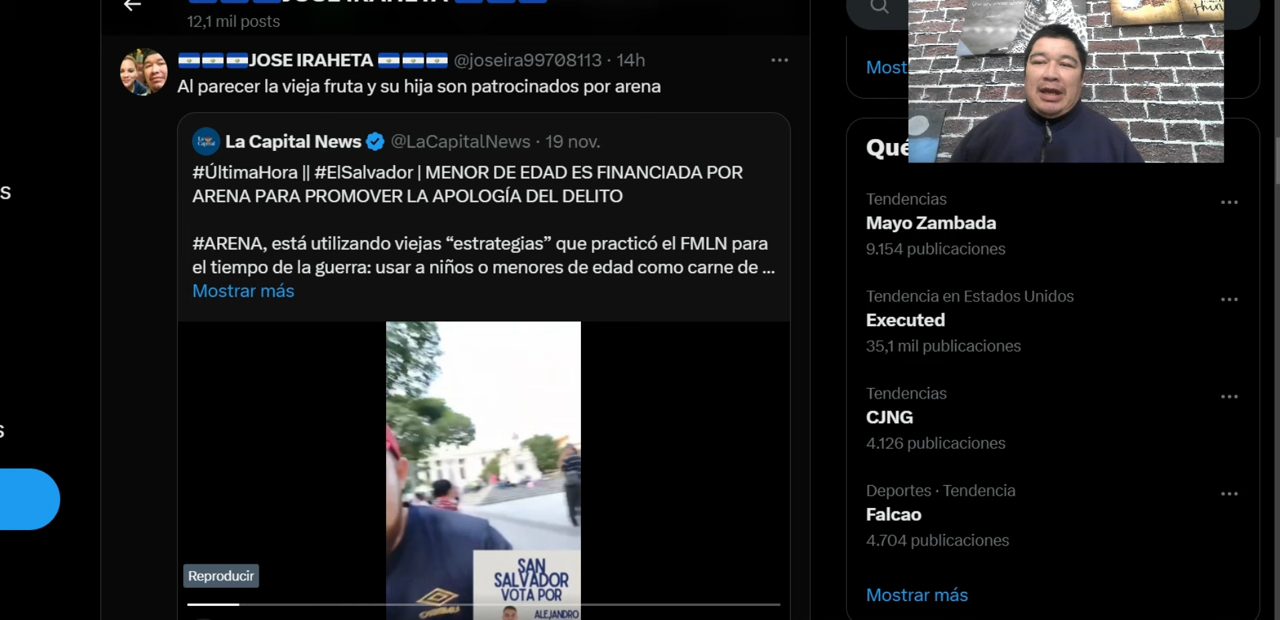 JOSE IRAHETA
12,1 mil posts
JOSE IRAHETA @joseira99708113 · 14h
Al parecer la vieja fruta y su hija son patrocinados por arena
La Capital News @LaCapitalNews · 19 nov.
#ÚltimaHora || #ElSalvador | MENOR DE EDAD ES FINANCIADA POR
ARENA PARA PROMOVER LA APOLOGÍA DEL DELITO
#ARENA, está utilizando viejas “estrategias” que practicó el FMLN para
el tiempo de la guerra: usar a niños o menores de edad como carne de ...
Mostrar más
Reproducir
SAN
SALVADOR
VOTA POR
ALEJANDRO
s
s
Most
Qué
Tendencias
Mayo Zambada
9.154 publicaciones
Tendencia en Estados Unidos
Executed
35,1 mil publicaciones
Tendencias
CJNG
4.126 publicaciones
Deportes · Tendencia
Falcao
4.704 publicaciones
Mostrar más